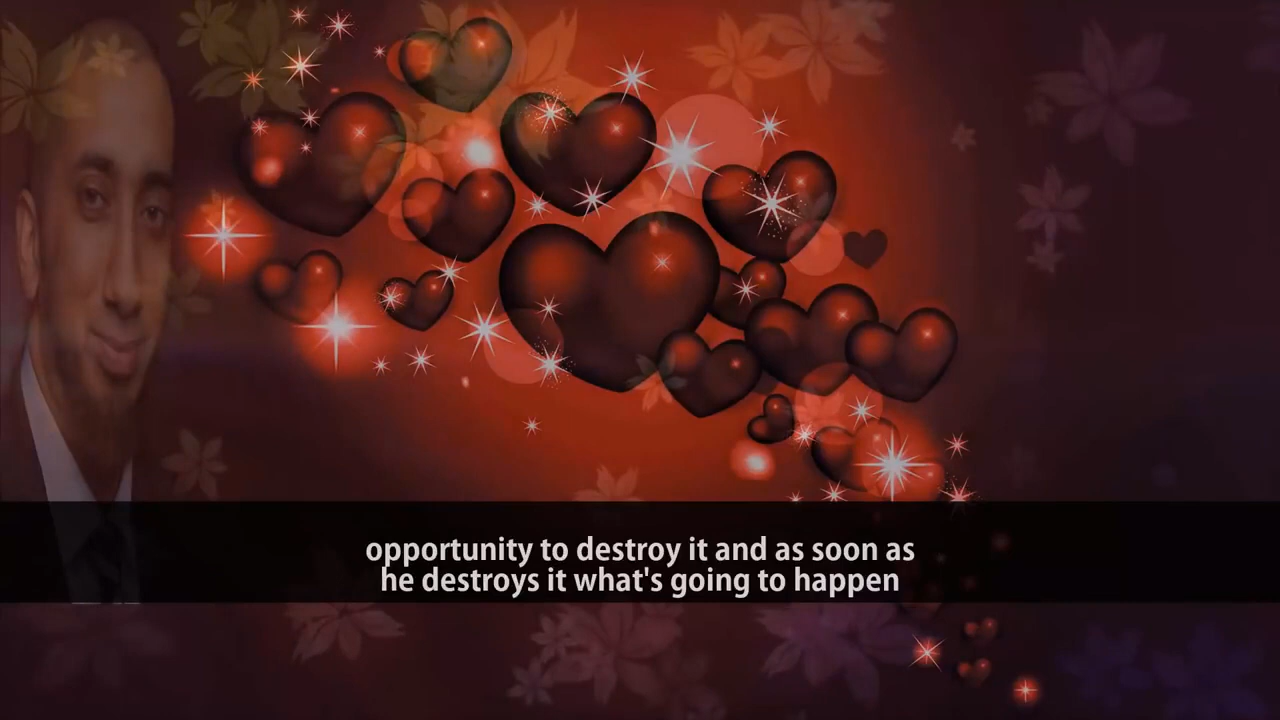 opportunity to destroy it and as soon as
he destroys it what's going to happen